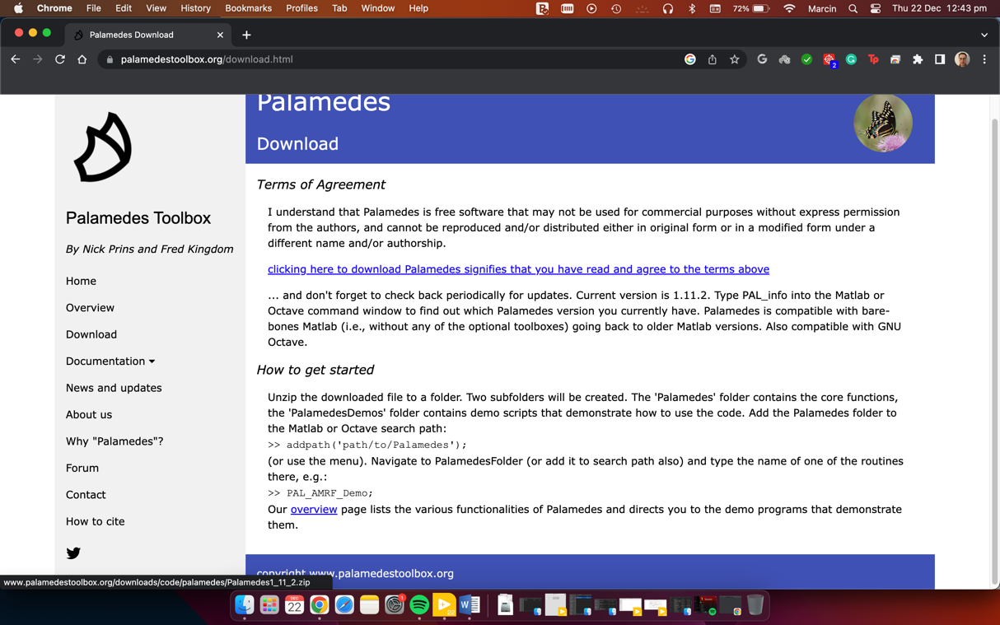 Chrome File Edit View History Bookmarks Profiles Tab Window Help 72% Marcin Thu 22 Dec 12:43 pm
Palamedes Download
palamedestoolbox.org/download.html
2
Palamedes
Download
Palamedes Toolbox
By Nick Prins and Fred Kingdom
Home
Overview
Download
Documentation
News and updates
About us
Why "Palamedes"?
Forum
Contact
How to cite
Terms of Agreement
I understand that Palamedes is free software that may not be used for commercial purposes without express permission
from the authors, and cannot be reproduced and/or distributed either in original form or in a modified form under a
different name and/or authorship.
clicking here to download Palamedes signifies that you have read and agree to the terms above
... and don't forget to check back periodically for updates. Current version is 1.11.2. Type PAL_info into the Matlab or
Octave command window to find out which Palamedes version you currently have. Palamedes is compatible with bare-
bones Matlab (i.e., without any of the optional toolboxes) going back to older Matlab versions. Also compatible with GNU
Octave.
How to get started
Unzip the downloaded file to a folder. Two subfolders will be created. The 'Palamedes' folder contains the core functions,
the 'PalamedesDemos' folder contains demo scripts that demonstrate how to use the code. Add the Palamedes folder to
the Matlab or Octave search path:
>> addpath('path/to/Palamedes');
(or use the menu). Navigate to PalamedesFolder (or add it to search path also) and type the name of one of the routines
there, e.g.:
>> PAL_AMRF_Demo;
Our overview page lists the various functionalities of Palamedes and directs you to the demo programs that demonstrate
them.
copyright www.palamedestoolbox.org
www.palamedestoolbox.org/downloads/code/palamedes/Palamedes1_11_2.zip
DEC
22
1